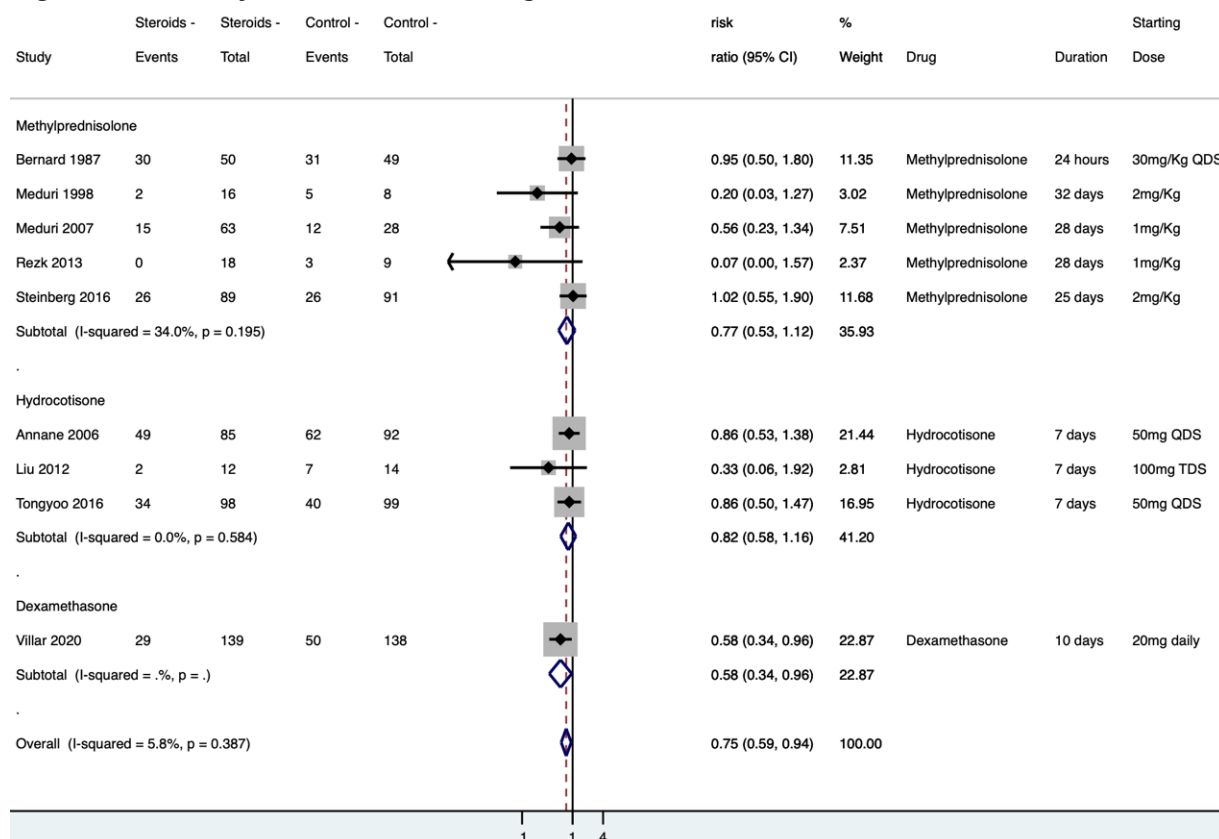 Steroids - Steroids - Control - Control - risk % Starting
Study Events Total Events Total ratio (95% CI) Weight Drug Duration Dose
Methylprednisolone
Bernard 1987 30 50 31 49 0.95 (0.50, 1.80) 11.35 Methylprednisolone 24 hours 30mg/Kg QDS
Meduri 1998 2 16 5 8 0.20 (0.03, 1.27) 3.02 Methylprednisolone 32 days 2mg/Kg
Meduri 2007 15 63 12 28 0.56 (0.23, 1.34) 7.51 Methylprednisolone 28 days 1mg/Kg
Rezk 2013 0 18 3 9 0.07 (0.00, 1.57) 2.37 Methylprednisolone 28 days 1mg/Kg
Steinberg 2016 26 89 26 91 1.02 (0.55, 1.90) 11.68 Methylprednisolone 25 days 2mg/Kg
Subtotal (I-squared = 34.0%, p = 0.195) 0.77 (0.53, 1.12) 35.93
.
Hydrocotisone
Annane 2006 49 85 62 92 0.86 (0.53, 1.38) 21.44 Hydrocotisone 7 days 50mg QDS
Liu 2012 2 12 7 14 0.33 (0.06, 1.92) 2.81 Hydrocotisone 7 days 100mg TDS
Tongyoo 2016 34 98 40 99 0.86 (0.50, 1.47) 16.95 Hydrocotisone 7 days 50mg QDS
Subtotal (I-squared = 0.0%, p = 0.584) 0.82 (0.58, 1.16) 41.20
.
Dexamethasone
Villar 2020 29 139 50 138 0.58 (0.34, 0.96) 22.87 Dexamethasone 10 days 20mg daily
Subtotal (I-squared = .%, p = .) 0.58 (0.34, 0.96) 22.87
.
Overall (I-squared = 5.8%, p = 0.387) 0.75 (0.59, 0.94) 100.00
.1 1 4